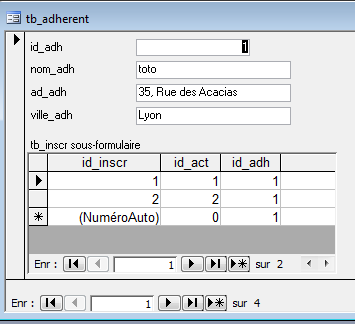 tb_adherent
id_adh 1
nom_adh toto
ad_adh 35, Rue des Acacias
ville_adh Lyon
tb_inscr sous-formulaire
id_inscr id_act id_adh
1 1 1
2 2 1
(NuméroAuto) 0 1
Enr : 1 sur 2
Enr : 1 sur 4